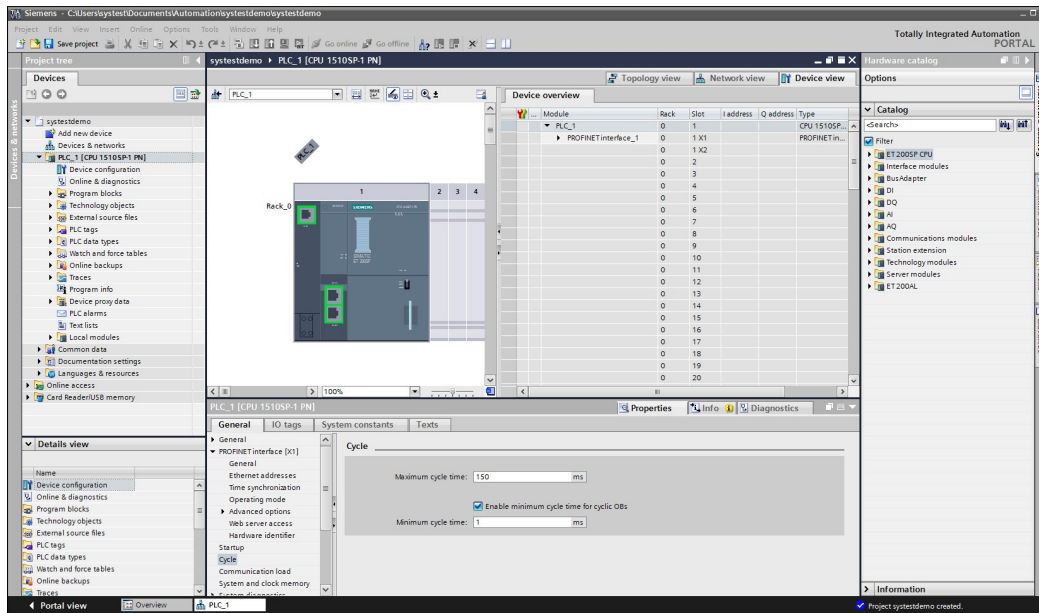 Siemens - C:\Users\systest\Documents\Automation\systestdemo\systestdemo
Project Edit View Insert Online Options Tools Window Help
Save project Go online Go offline
Totally Integrated Automation
PORTAL
Project tree
systestdemo PLC_1 [CPU 1510SP-1 PN]
Hardware catalog
Devices
Topology view Network view Device view
Options
PLC_1
Device overview
Catalog
Module Rack Slot I address Q address Type
<Search>
PLC_1 0 1 CPU 1510SP...
PROFINET interface_1 0 1 X1 PROFINET in...
0 1 X2
0 2
0 3
0 4
0 5
0 6
0 7
0 8
0 9
0 10
0 11
0 12
0 13
0 14
0 15
0 16
0 17
0 18
0 19
0 20
Filter
ET 200SP CPU
Interface modules
BusAdapter
DI
DQ
AI
AQ
Communications modules
Station extension
Technology modules
Server modules
ET 200AL
Devices & networks
systestdemo
Add new device
Devices & networks
PLC_1 [CPU 1510SP-1 PN]
Device configuration
Online & diagnostics
Program blocks
Technology objects
External source files
PLC tags
PLC data types
Watch and force tables
Online backups
Traces
Program info
Device proxy data
PLC alarms
Text lists
Local modules
Common data
Documentation settings
Languages & resources
Online access
Card Reader/USB memory
PLC_1
1 2 3 4
Rack_0
SIEMENS
SIMATIC
ET 200SP
100%
PLC_1 [CPU 1510SP-1 PN]
Properties Info Diagnostics
General IO tags System constants Texts
General
PROFINET interface [X1]
General
Ethernet addresses
Time synchronization
Operating mode
Advanced options
Web server access
Hardware identifier
Startup
Cycle
Communication load
System and clock memory
System diagnostics
Cycle
Maximum cycle time: 150 ms
Enable minimum cycle time for cyclic OBs
Minimum cycle time: 1 ms
Details view
Name
Device configuration
Online & diagnostics
Program blocks
Technology objects
External source files
PLC tags
PLC data types
Watch and force tables
Online backups
Traces
Information
Portal view Overview PLC_1
Project systestdemo created.